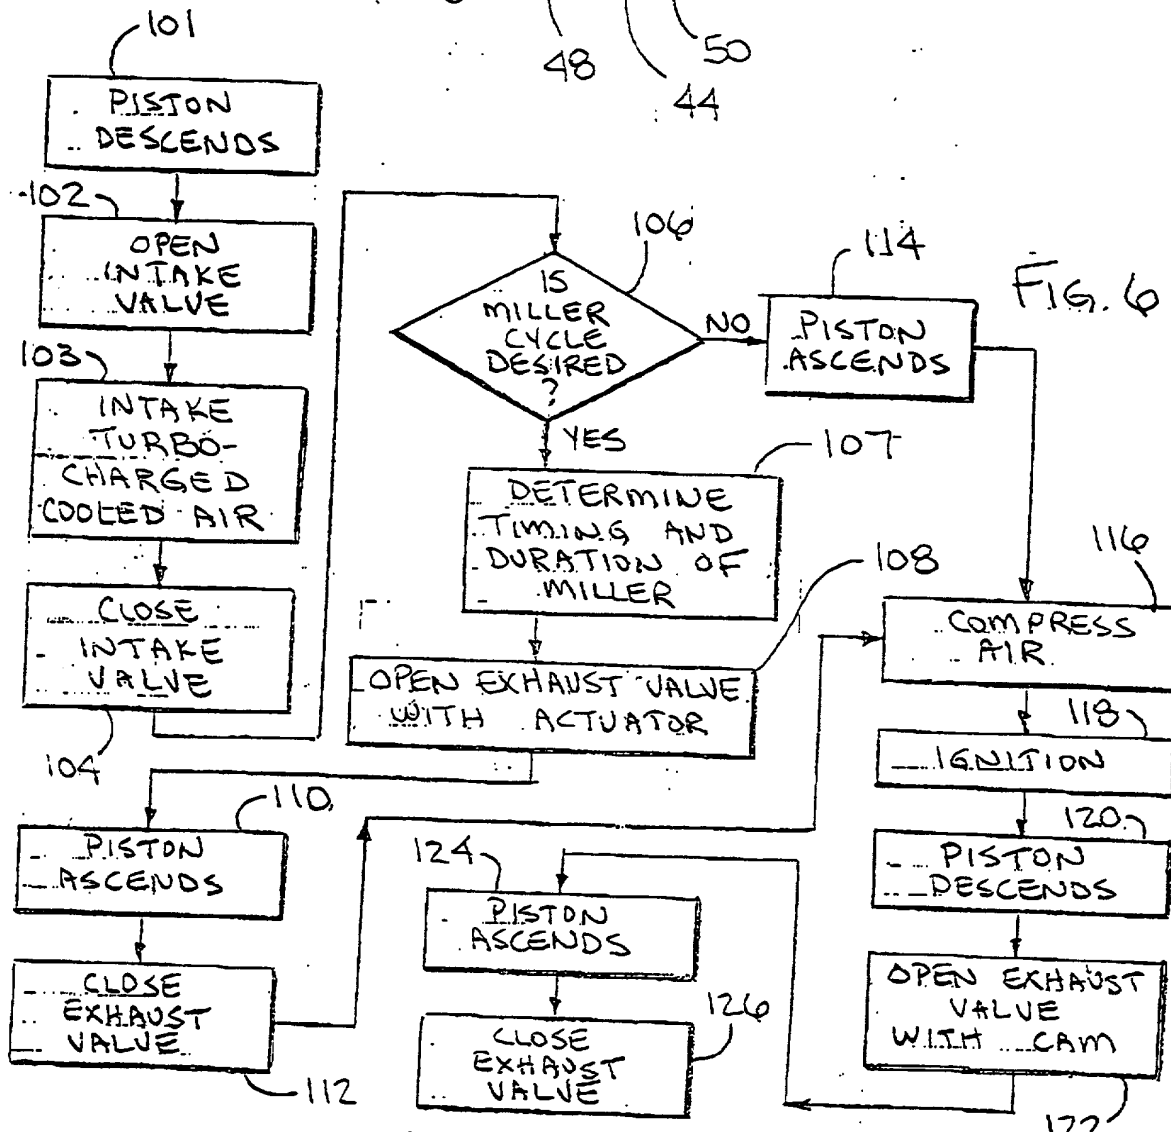 101
48
44
50
PISTON
DESCENDS
102
OPEN
INTAKE
VALVE
103
INTAKE
TURBO-
CHARGED
COOLED AIR
CLOSE
INTAKE
VALVE
104
106
IS
MILLER
CYCLE
DESIRED
?
NO
YES
114
PISTON
ASCENDS
FIG. 6
107
DETERMINE
TIMING AND
DURATION OF
MILLER
108
OPEN EXHAUST VALVE
WITH ACTUATOR
110
PISTON
ASCENDS
CLOSE
EXHAUST
VALVE
112
116
COMPRESS
AIR
118
IGNITION
120
PISTON
DESCENDS
OPEN EXHAUST
VALVE
WITH CAM
124
PISTON
ASCENDS
126
CLOSE
EXHAUST
VALVE